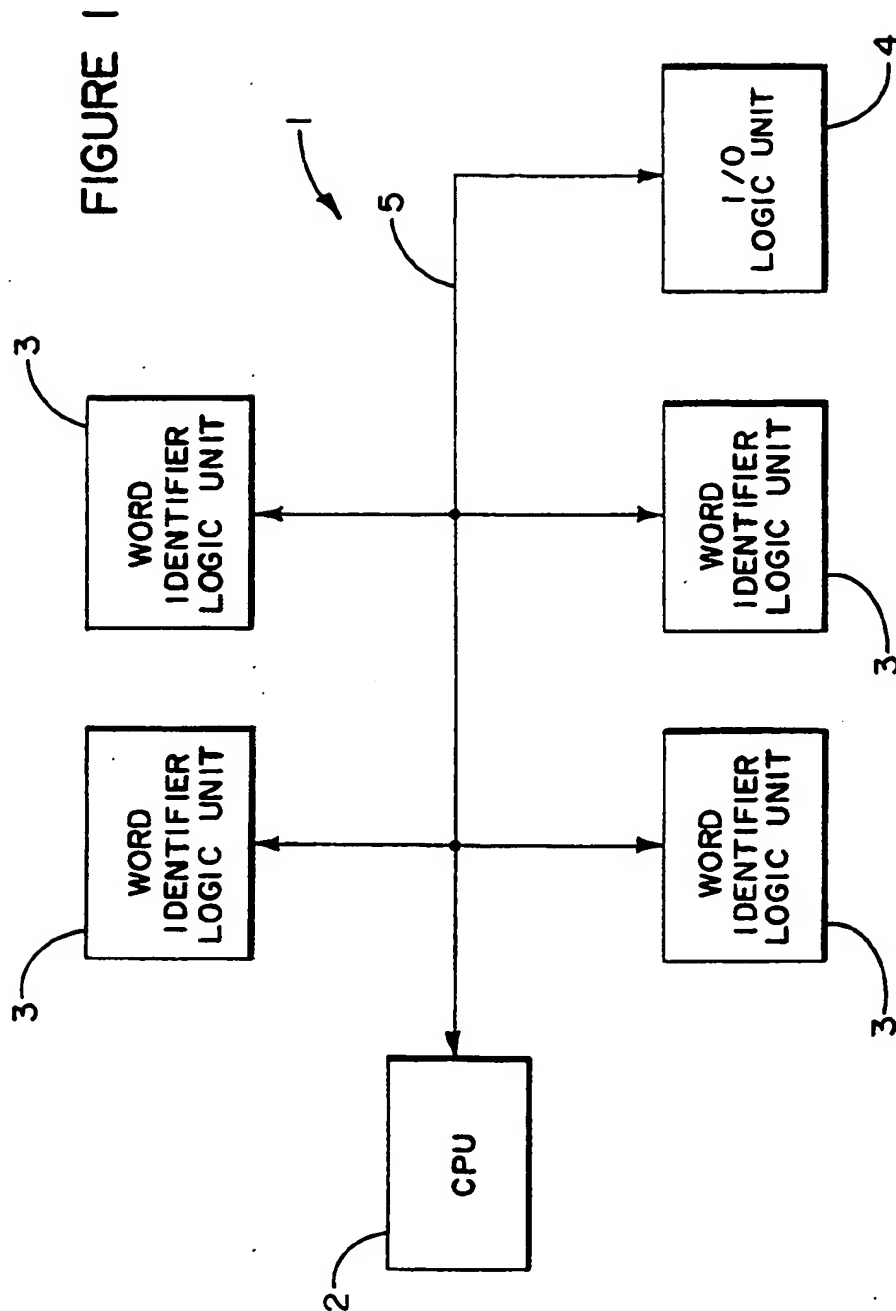 FIGURE 1
1
3
WORD
IDENTIFIER
LOGIC UNIT
3
WORD
IDENTIFIER
LOGIC UNIT
2
CPU
5
3
WORD
IDENTIFIER
LOGIC UNIT
3
WORD
IDENTIFIER
LOGIC UNIT
4
I/O
LOGIC UNIT